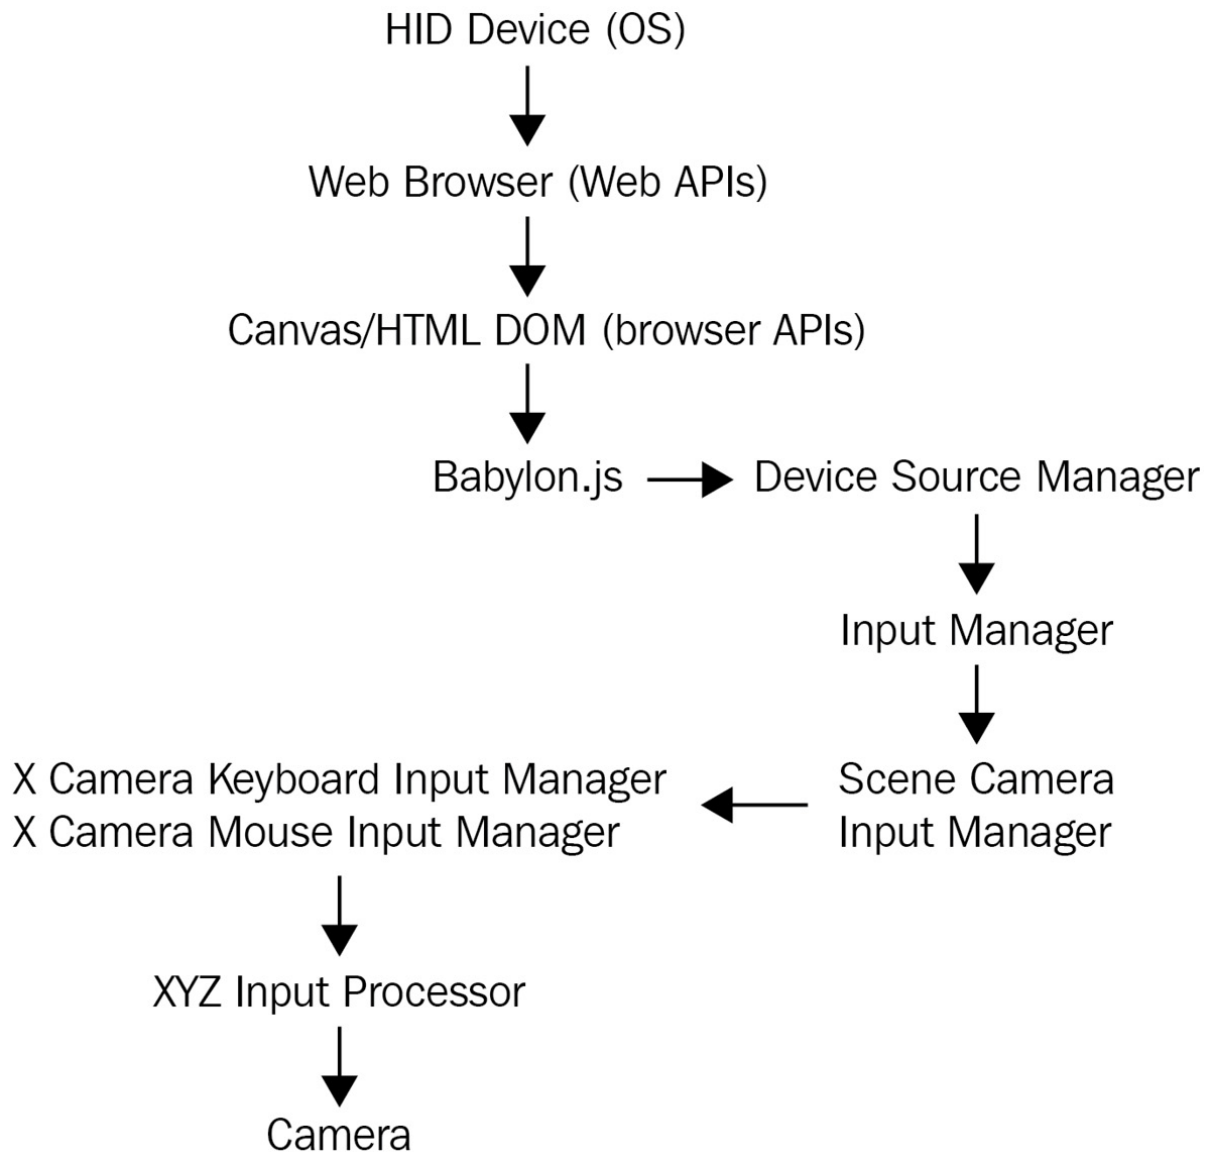 HID Device (OS)
Web Browser (Web APIs)
Canvas/HTML DOM (browser APIs)
Babylon.js
Device Source Manager
Input Manager
Scene Camera
Input Manager
X Camera Keyboard Input Manager
X Camera Mouse Input Manager
XYZ Input Processor
Camera